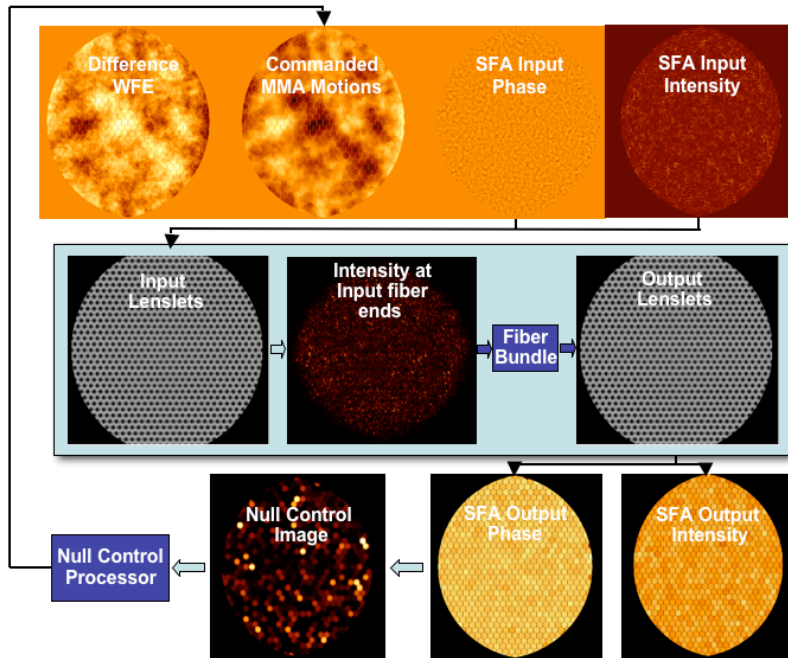 Difference
WFE
Commanded
MMA Motions
SFA Input
Phase
SFA Input
Intensity
Input
Lenslets
Intensity at
Input fiber
ends
Fiber
Bundle
Output
Lenslets
Null Control
Processor
Null Control
Image
SFA Output
Phase
SFA Output
Intensity